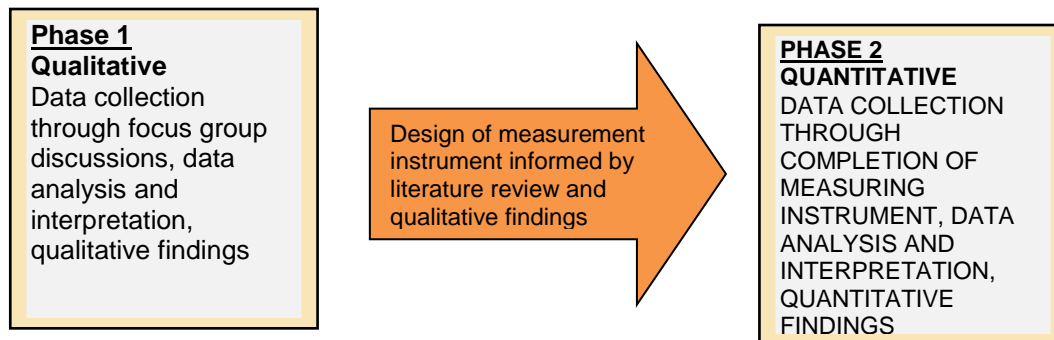 Phase 1
Qualitative
Data collection
through focus group
discussions, data
analysis and
interpretation,
qualitative findings
Design of measurement
instrument informed by
literature review and
qualitative findings
PHASE 2
QUANTITATIVE
DATA COLLECTION
THROUGH
COMPLETION OF
MEASURING
INSTRUMENT, DATA
ANALYSIS AND
INTERPRETATION,
QUANTITATIVE
FINDINGS